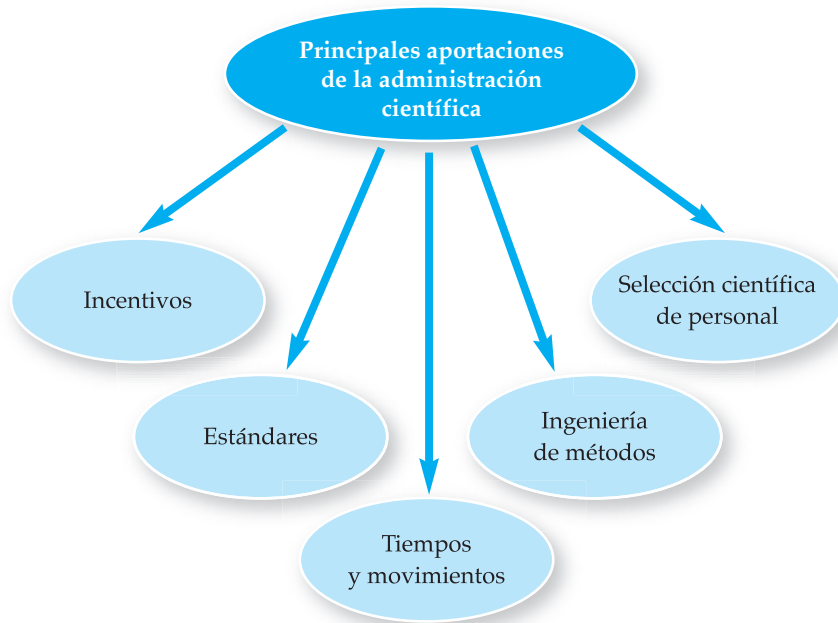 Principales aportaciones
de la administración
científica
Incentivos
Selección científica
de personal
Estándares
Ingeniería
de métodos
Tiempos
y movimientos